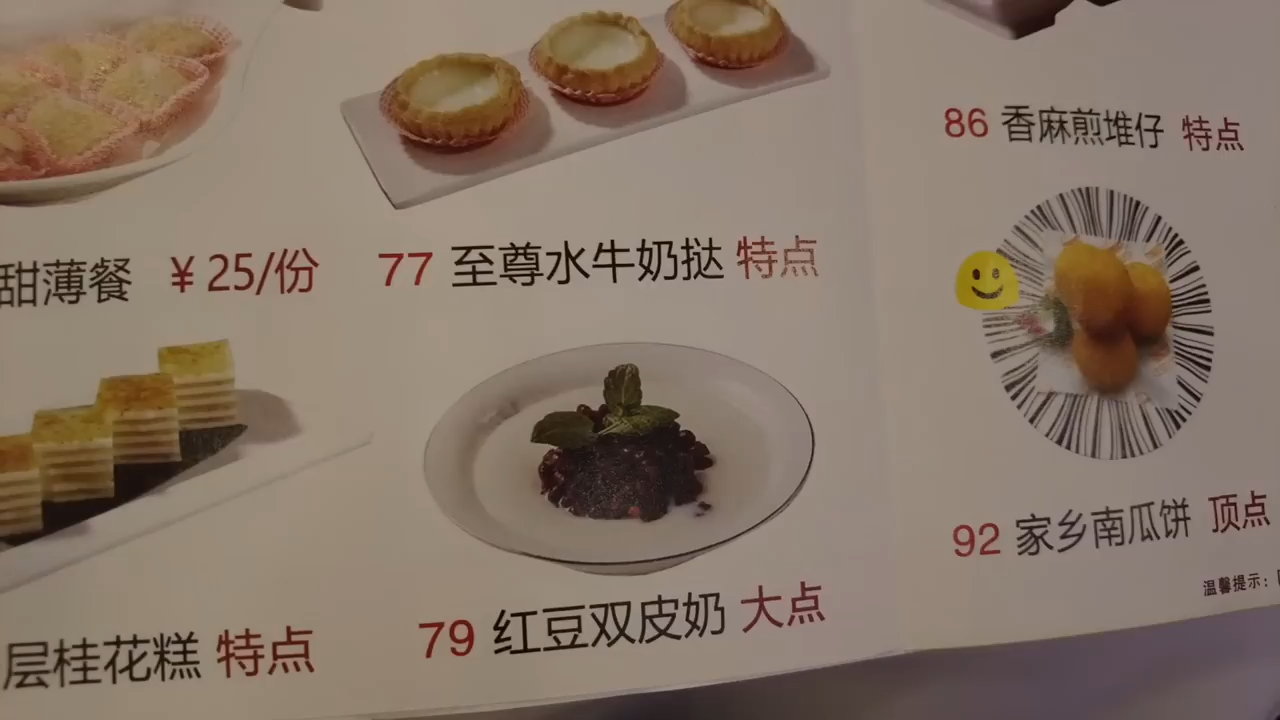 甜薄餐 ¥25/份
77 至尊水牛奶挞 特点
86 香麻煎堆仔 特点
层桂花糕 特点
79 红豆双皮奶 大点
92 家乡南瓜饼 顶点
温馨提示：